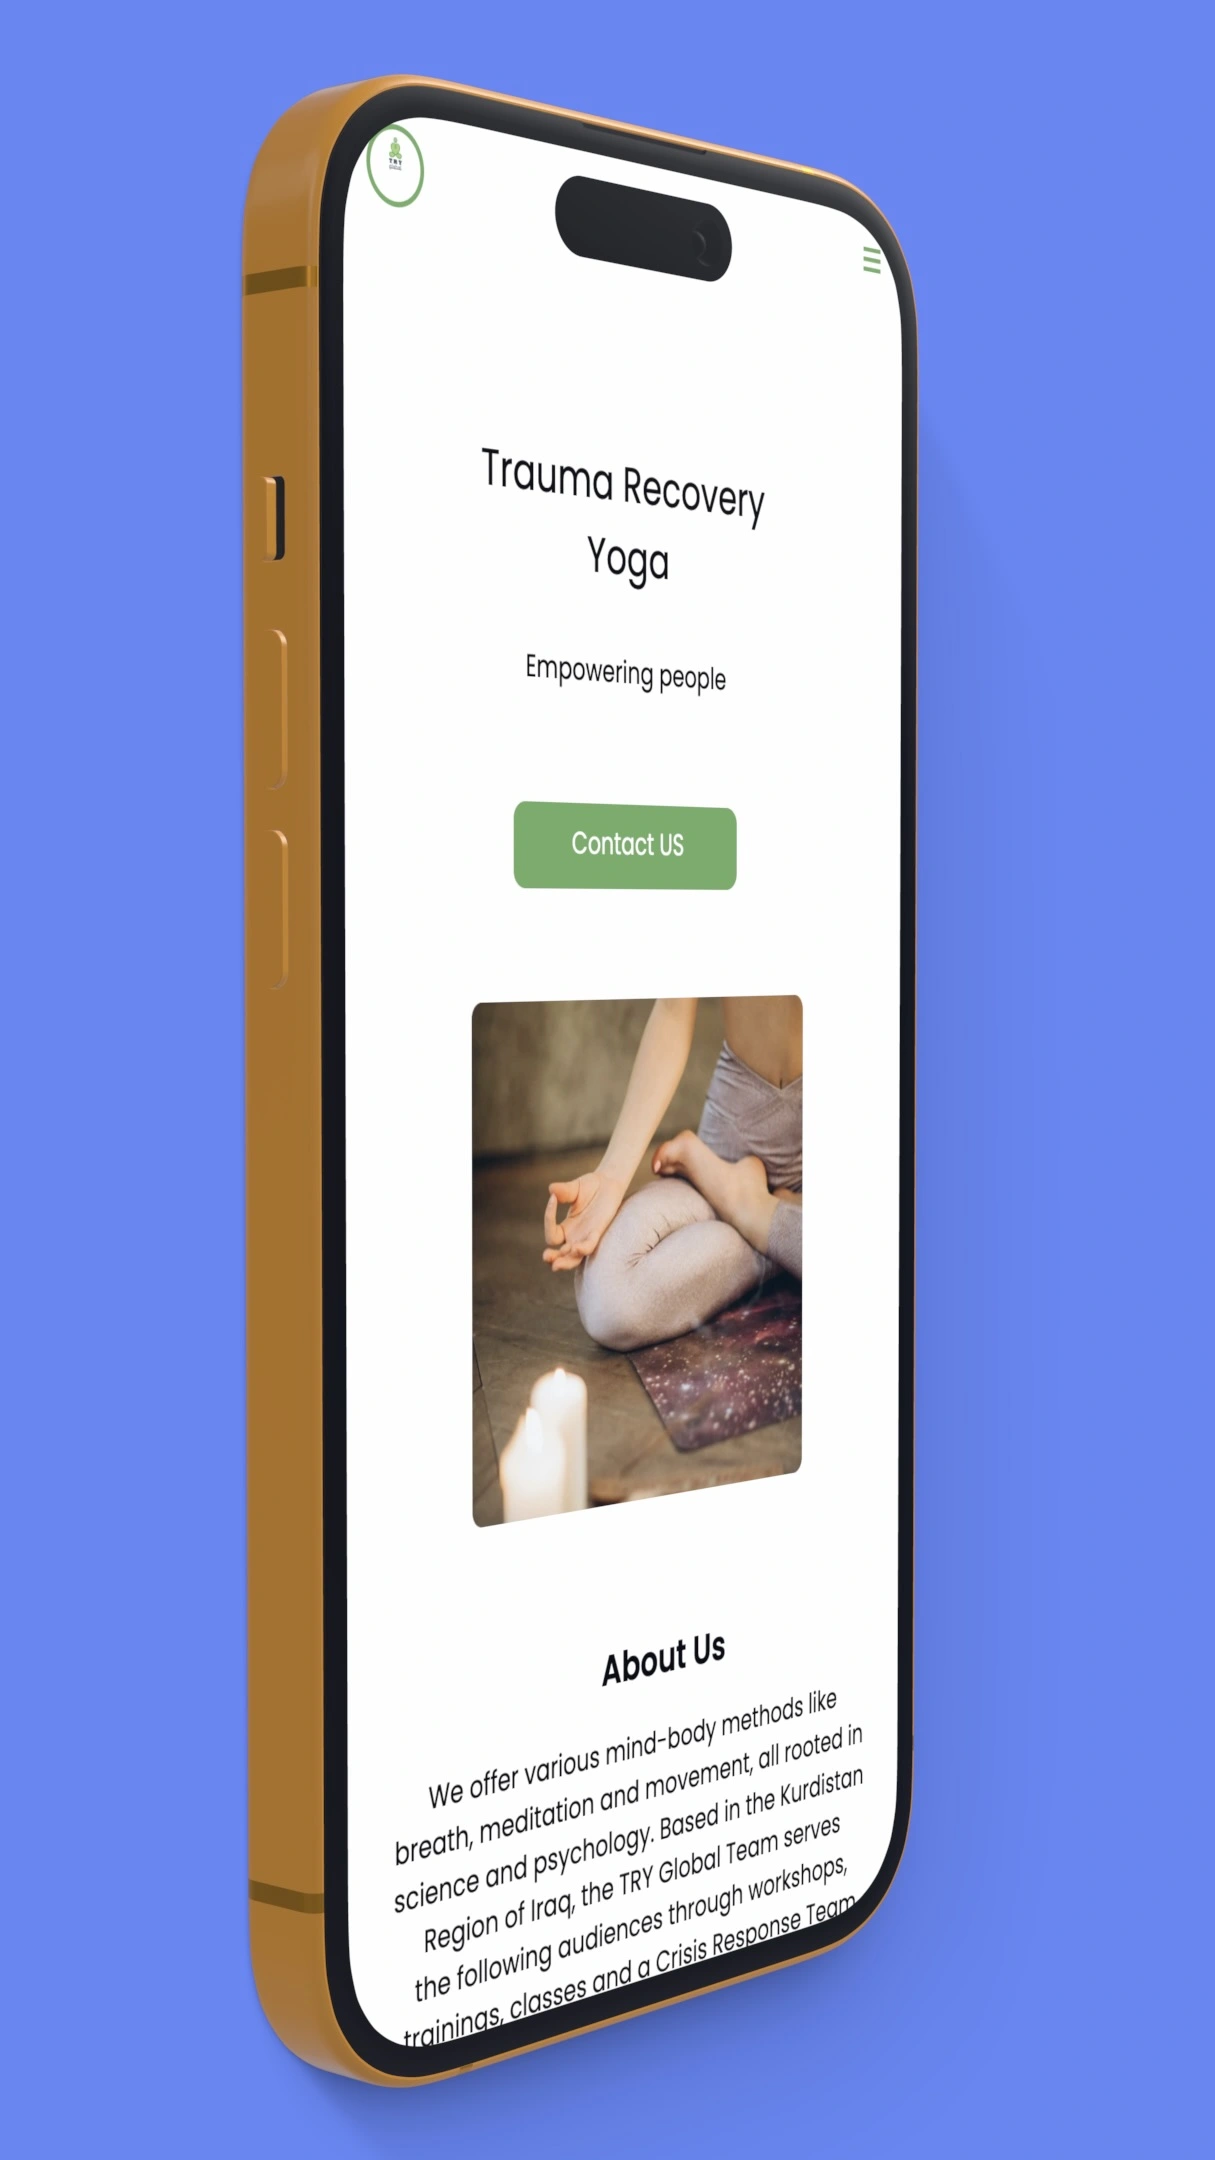 TRY
Trauma Recovery
Yoga
Empowering people
Contact US
About Us
We offer various mind-body methods like
breath, meditation and movement, all rooted in
science and psychology. Based in the Kurdistan
Region of Iraq, the TRY Global Team serves
the following audiences through workshops,
trainings, classes and a Crisis Response Team